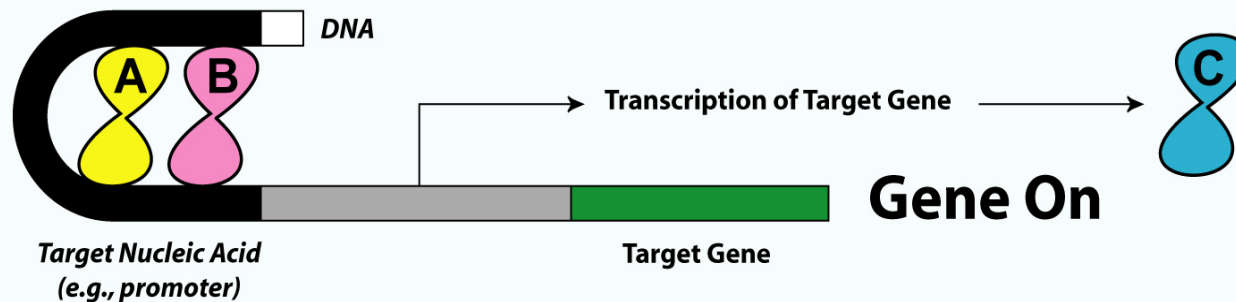 DNA
A
B
C
Transcription of Target Gene
Gene On
Target Nucleic Acid
(e.g., promoter)
Target Gene